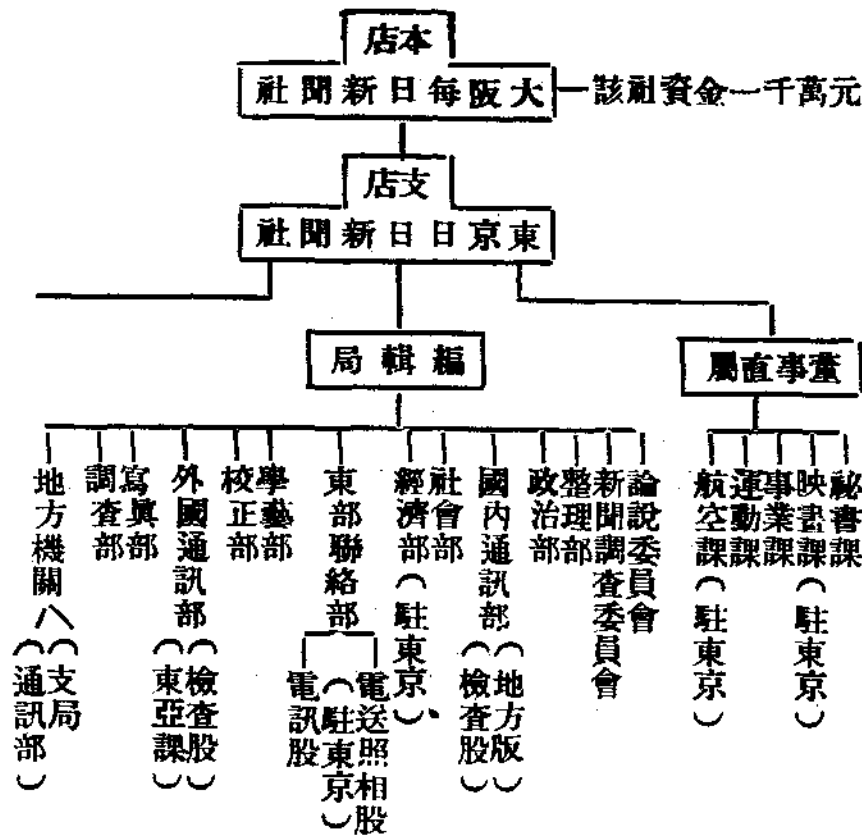 本店
大阪每日新聞社
該社資金一千萬元
支店
東京日日新聞社
董事直屬
編輯局
祕書課
映畫課(駐東京)
事業課
運動課
航空課(駐東京)
論說委員會
新聞調查委員會
整理部
政治部
國內通訊部
(地方版)
(檢查股)
社會部
經濟部(駐東京)、
東部聯絡部
電送照相股
(駐東京)
電訊股
學藝部
校正部
外國通訊部
(檢查股)
(東亞課)
寫眞部
調查部
地方機關
(支局
(通訊部)